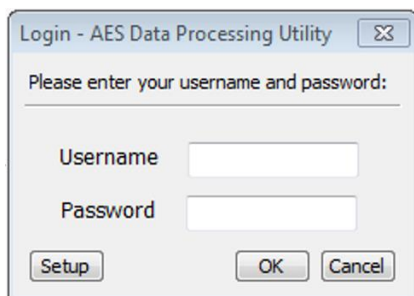 Login - AES Data Processing Utility
Please enter your username and password:
Username
Password
Setup OK Cancel